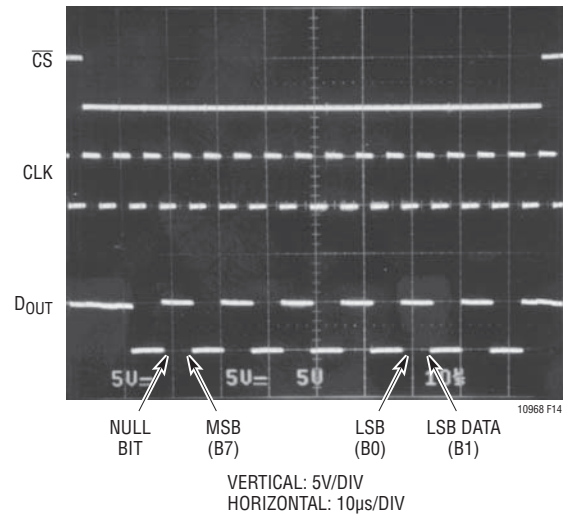 CS
CLK
DOUT
5V 5V 5V
10968 F14
NULL BIT
MSB (B7)
LSB (B0)
LSB DATA (B1)
VERTICAL: 5V/DIV
HORIZONTAL: 10µs/DIV